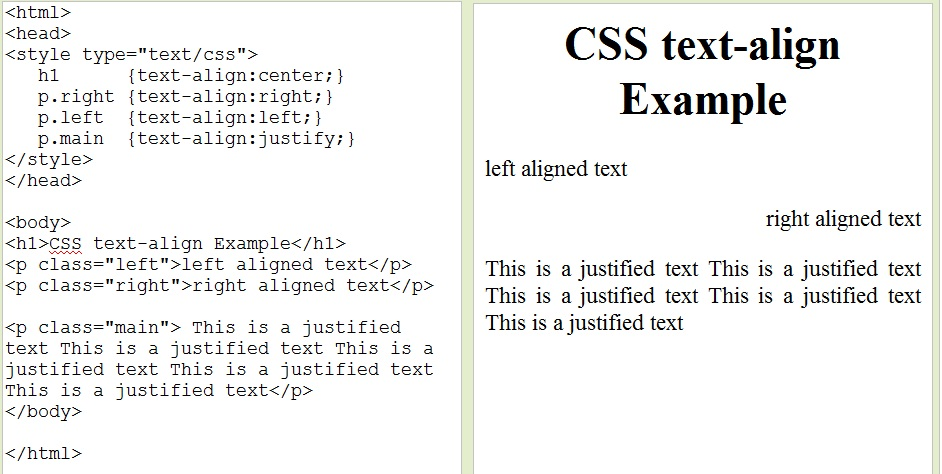 <html>
<head>
<style type="text/css">
   h1      {text-align:center;}
   p.right {text-align:right;}
   p.left  {text-align:left;}
   p.main  {text-align:justify;}
</style>
</head>

<body>
<h1>CSS text-align Example</h1>
<p class="left">left aligned text</p>
<p class="right">right aligned text</p>

<p class="main"> This is a justified
text This is a justified text This is a
justified text This is a justified text
This is a justified text</p>
</body>

</html>

CSS text-align
Example
left aligned text
right aligned text
This is a justified text This is a justified text
This is a justified text This is a justified text
This is a justified text